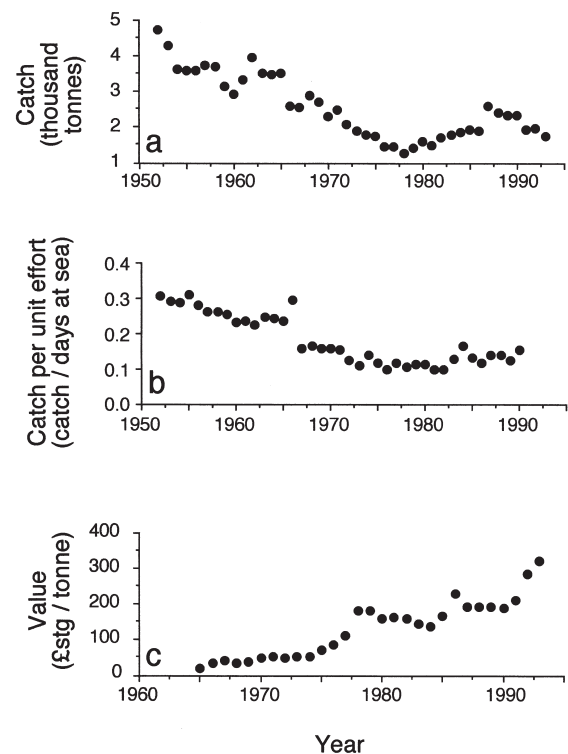 Catch
(thousand
tonnes)
5
4
3
2
1
a
1950 1960 1970 1980 1990
Catch per unit effort
(catch / days at sea)
0.4
0.3
0.2
0.1
0.0
b
1950 1960 1970 1980 1990
Value
(£stg / tonne)
400
300
200
100
0
c
1960 1970 1980 1990
Year